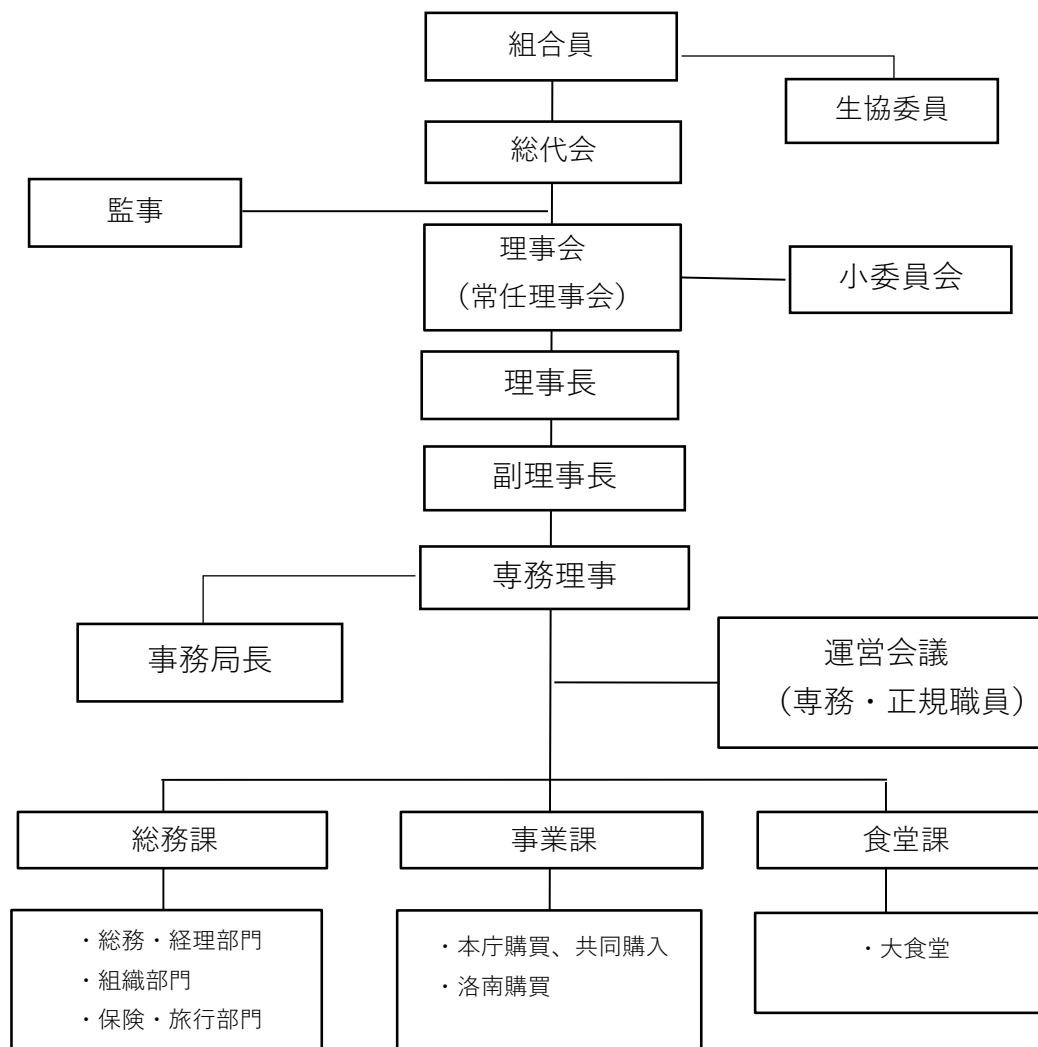 組合員
生協委員
総代会
監事
理事会
（常任理事会）
小委員会
理事長
副理事長
専務理事
事務局長
運営会議
（専務・正規職員）
総務課
事業課
食堂課
・総務・経理部門
・組織部門
・保険・旅行部門
・本庁購買、共同購入
・洛南購買
・大食堂